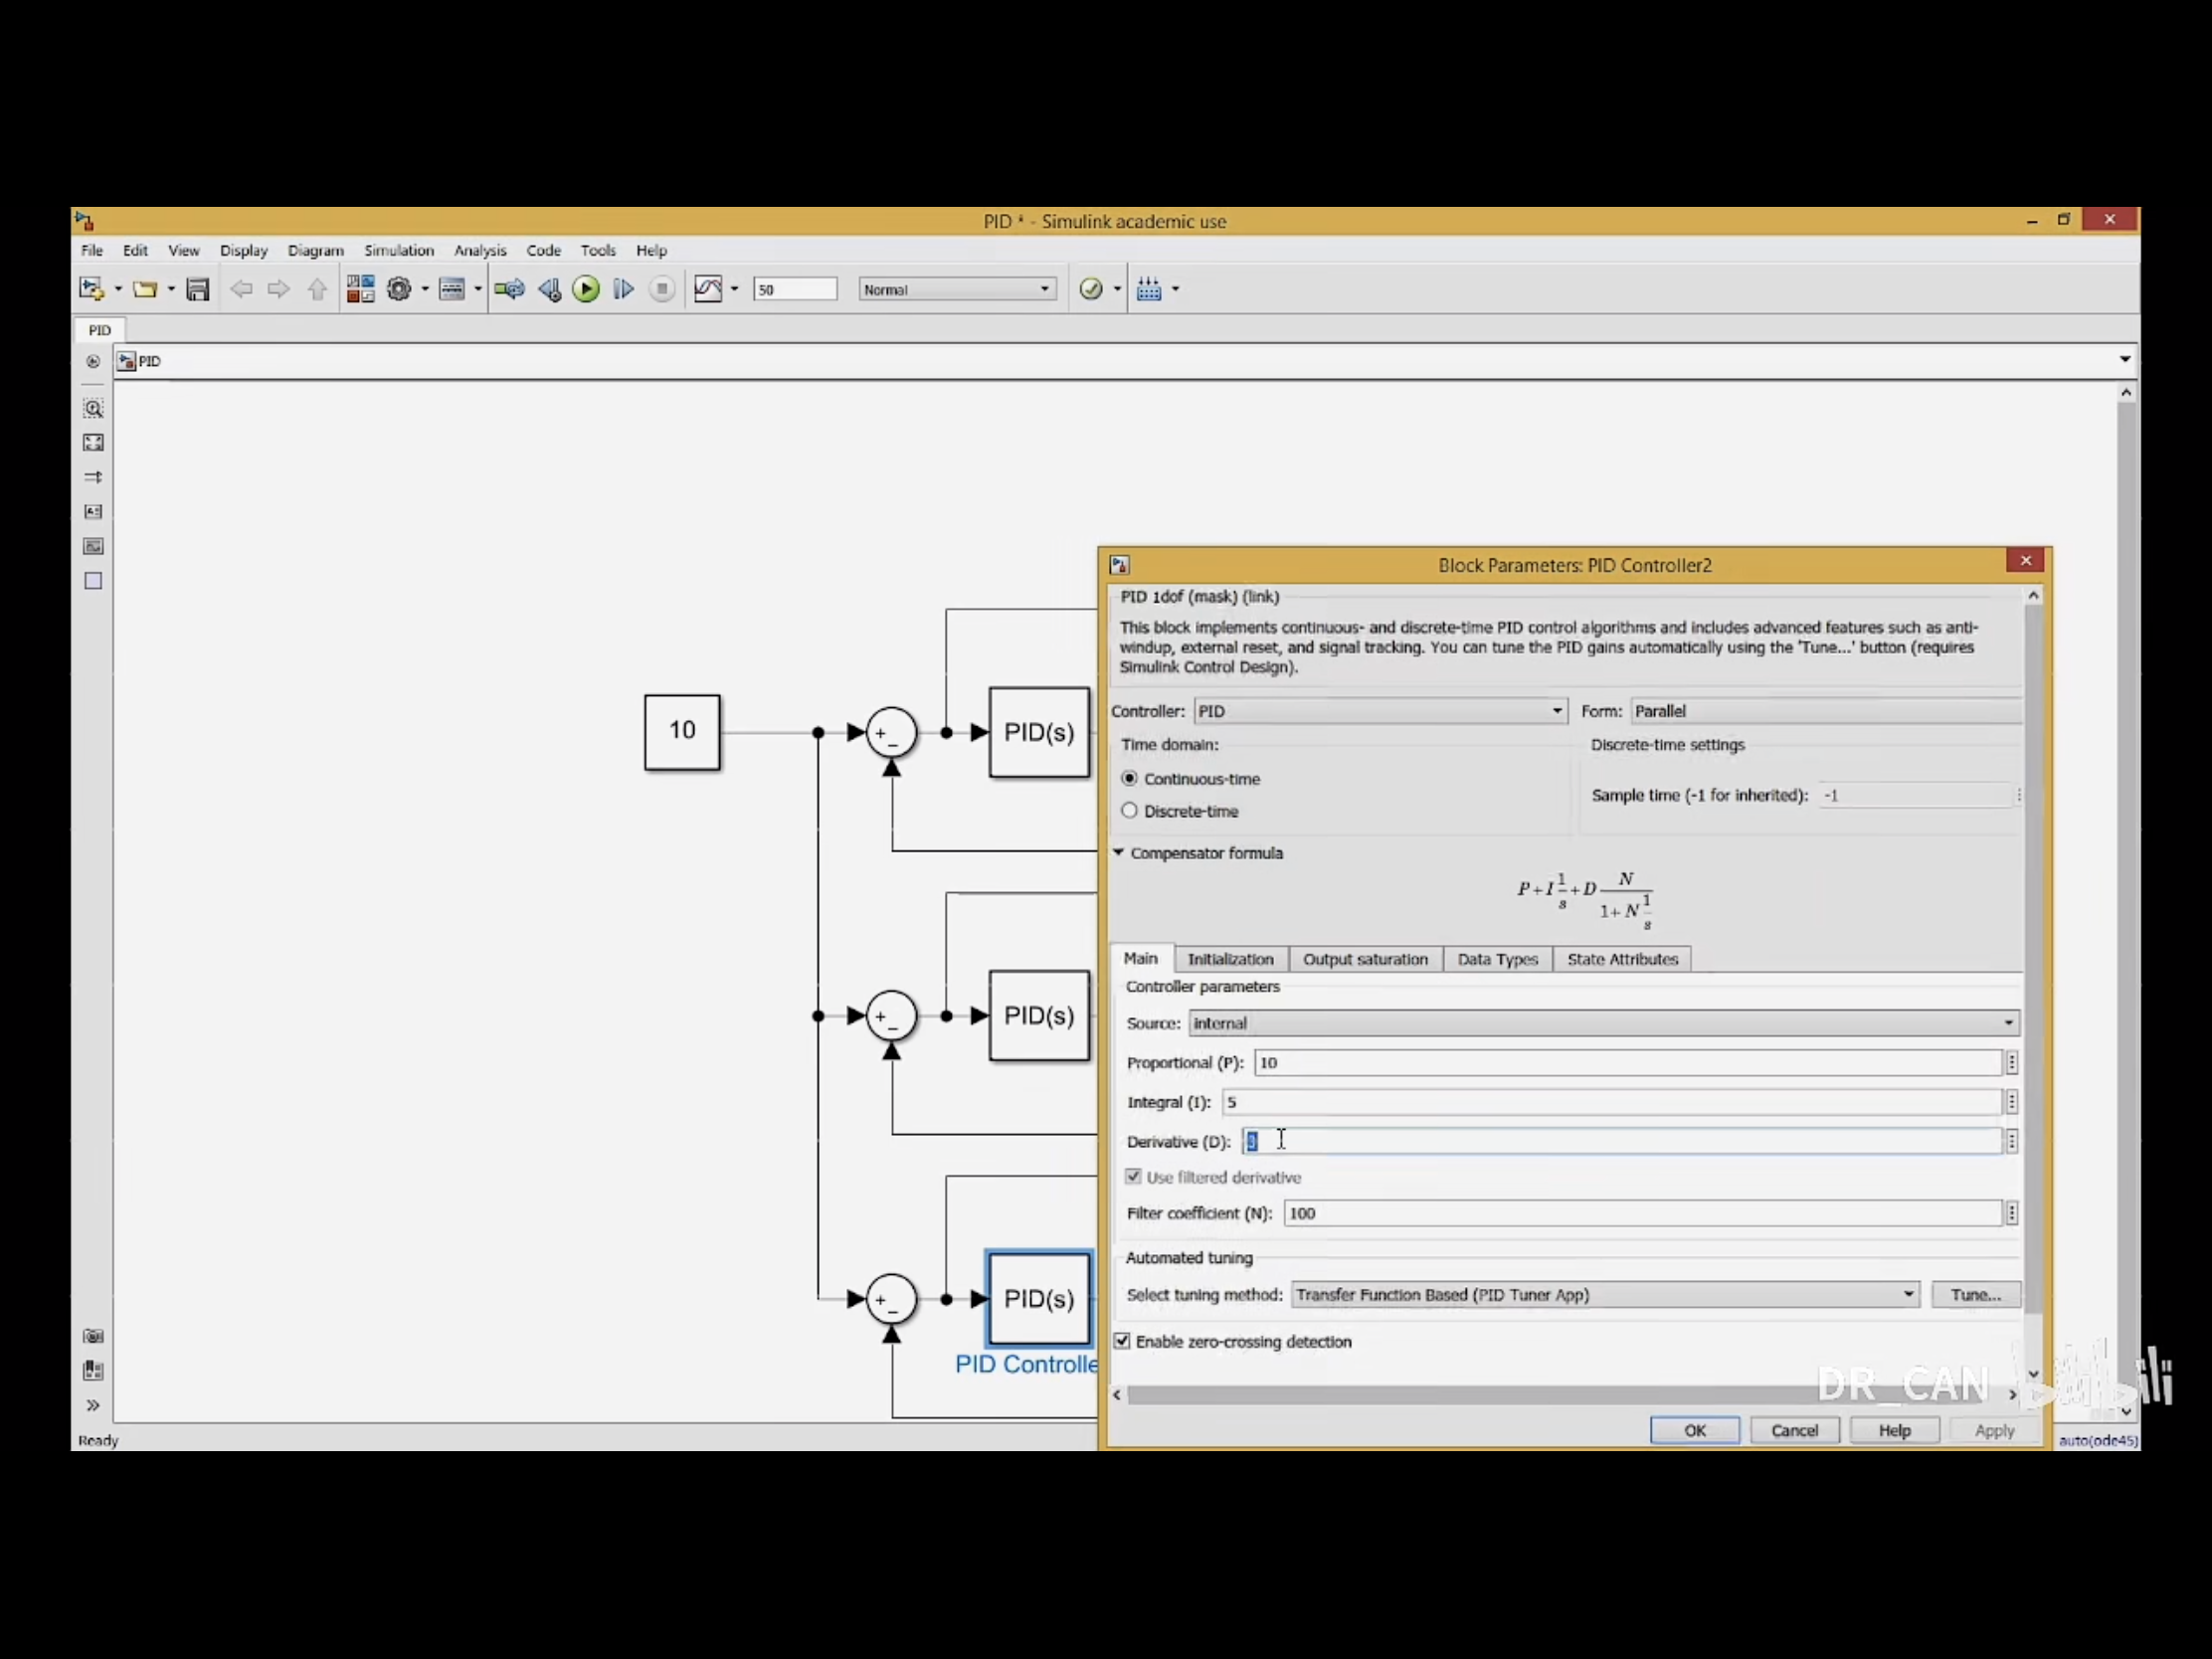 PID * - Simulink academic use
File Edit View Display Diagram Simulation Analysis Code Tools Help
50 Normal
PID
PID
Block Parameters: PID Controller2
PID 1dof (mask) (link)
This block implements continuous- and discrete-time PID control algorithms and includes advanced features such as anti-
windup, external reset, and signal tracking. You can tune the PID gains automatically using the 'Tune...' button (requires
Simulink Control Design).
Controller: PID Form: Parallel
Time domain: Discrete-time settings
Continuous-time
Sample time (-1 for inherited): -1
Discrete-time
Compensator formula
P+I 1/s +D N/(1+N 1/s)
Main Initialization Output saturation Data Types State Attributes
Controller parameters
Source: internal
Proportional (P): 10
Integral (I): 5
Derivative (D):
Use filtered derivative
Filter coefficient (N): 100
Automated tuning
Select tuning method: Transfer Function Based (PID Tuner App) Tune...
Enable zero-crossing detection
OK Cancel Help Apply
10
+
−
PID(s)
+
−
PID(s)
+
−
PID(s)
PID Controlle
DR_CAN bilibili
Ready auto(ode45)